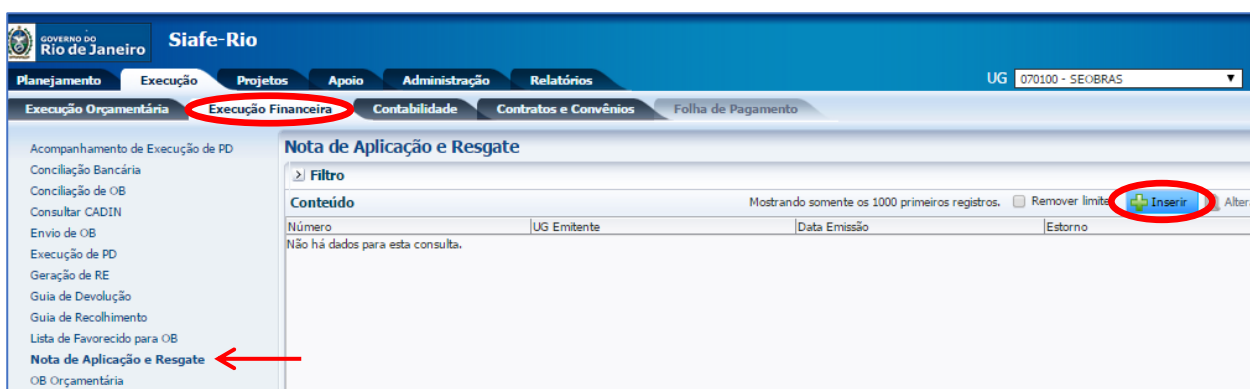 GOVERNO DO
Rio de Janeiro
Siafe-Rio
Planejamento Execução Projetos Apoio Administração Relatórios UG 070100 - SEOBRAS
Execução Orçamentária Execução Financeira Contabilidade Contratos e Convênios Folha de Pagamento
Acompanhamento de Execução de PD
Conciliação Bancária
Conciliação de OB
Consultar CADIN
Envio de OB
Execução de PD
Geração de RE
Guia de Devolução
Guia de Recolhimento
Lista de Favorecido para OB
Nota de Aplicação e Resgate
OB Orçamentária
Nota de Aplicação e Resgate
Filtro
Conteúdo Mostrando somente os 1000 primeiros registros. Remover limite Inserir Alter
Número UG Emitente Data Emissão Estorno
Não há dados para esta consulta.